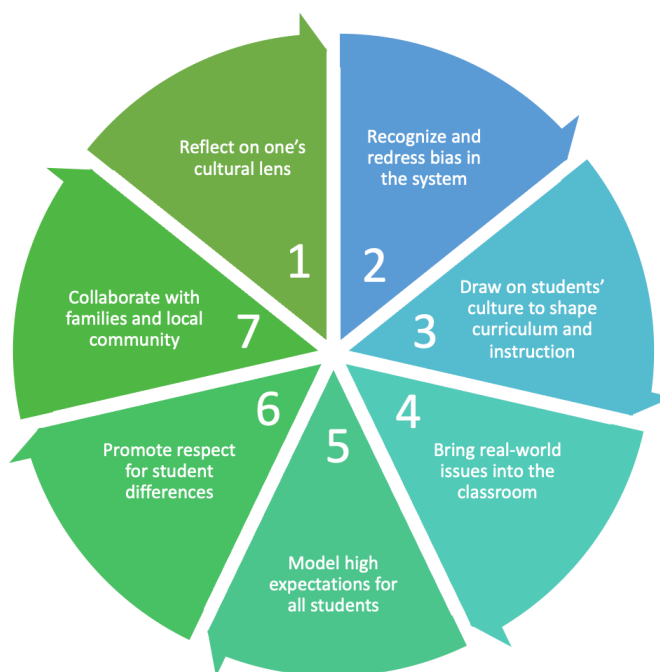 Reflect on one’s
cultural lens
1
Recognize and
redress bias in
the system
2
Draw on students’
culture to shape
curriculum and
instruction
3
Bring real-world
issues into the
classroom
4
Model high
expectations for
all students
5
Promote respect
for student
differences
6
Collaborate with
families and local
community
7